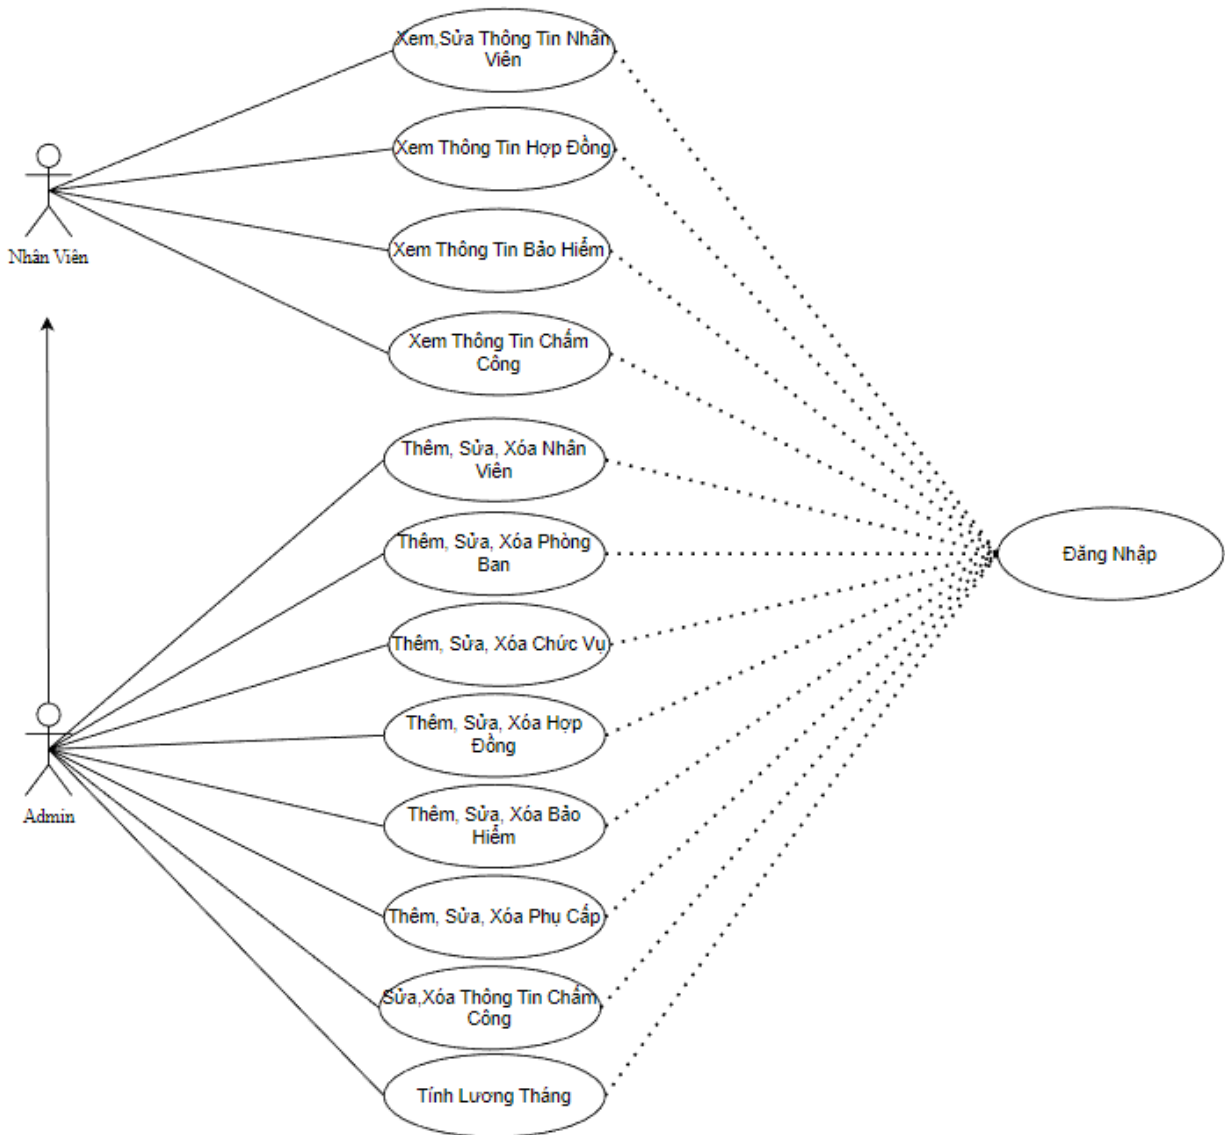 Xem,Sửa Thông Tin Nhân
Viên
Xem Thông Tin Hợp Đồng
Nhân Viên
Xem Thông Tin Bảo Hiểm
Xem Thông Tin Chấm
Công
Thêm, Sửa, Xóa Nhân
Viên
Thêm, Sửa, Xóa Phòng
Ban
Đăng Nhập
Thêm, Sửa, Xóa Chức Vụ
Thêm, Sửa, Xóa Hợp
Đồng
Admin
Thêm, Sửa, Xóa Bảo
Hiểm
Thêm, Sửa, Xóa Phụ Cấp
Sửa,Xóa Thông Tin Chấm
Công
Tính Lương Tháng